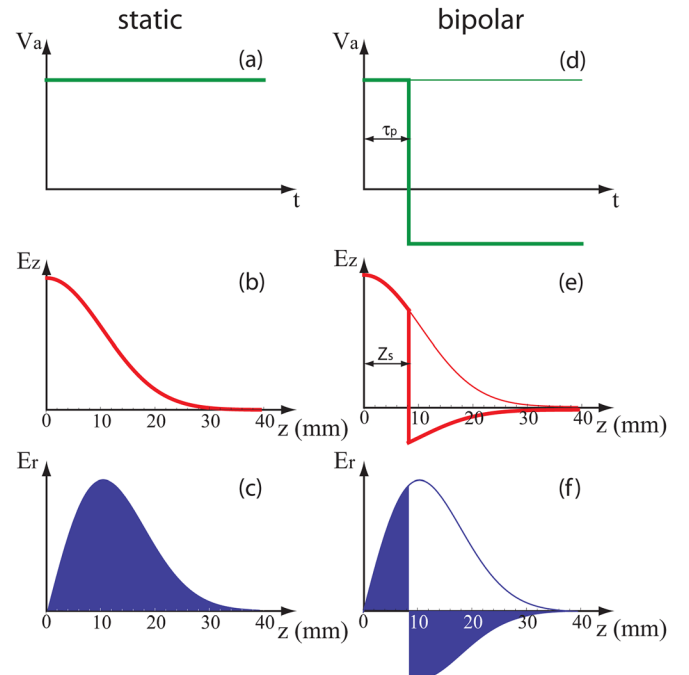 static
bipolar
Va
(a)
t
Va
(d)
τp
t
Ez
(b)
0 10 20 30 40
z (mm)
Ez
(e)
Zs
0 10 20 30 40
z (mm)
Er
(c)
0 10 20 30 40
z (mm)
Er
(f)
0 10 20 30 40
z (mm)